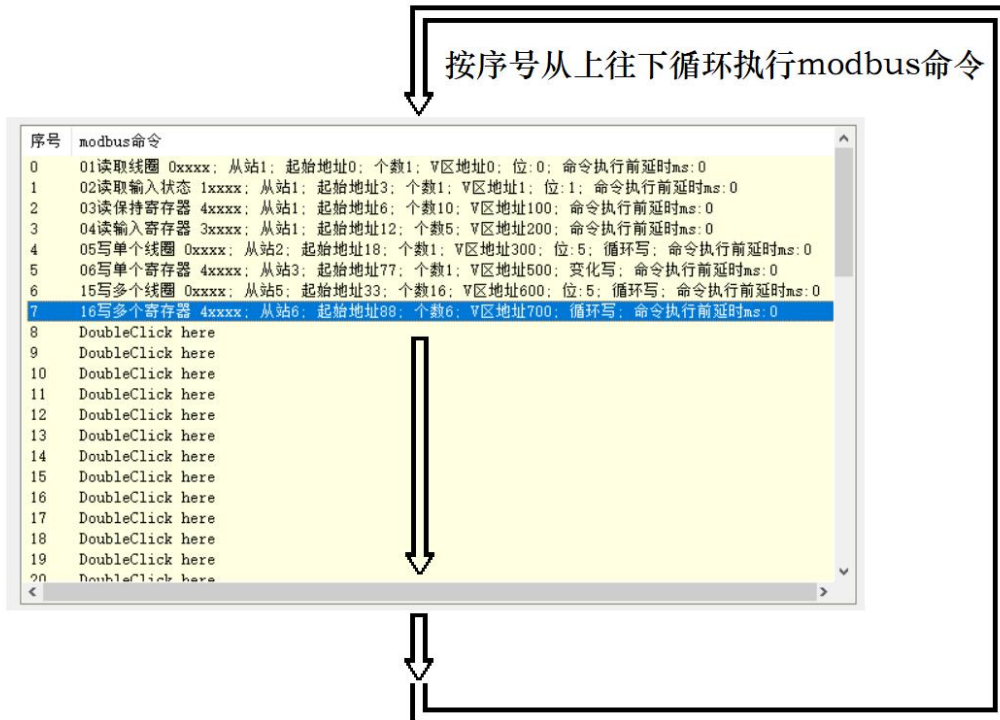 按序号从上往下循环执行modbus命令
序号 modbus命令
0 01读取线圈 0xxxx; 从站1; 起始地址0; 个数1; V区地址0; 位:0; 命令执行前延时ms:0
1 02读取输入状态 1xxxx; 从站1; 起始地址3; 个数1; V区地址1; 位:1; 命令执行前延时ms:0
2 03读保持寄存器 4xxxx; 从站1; 起始地址6; 个数10; V区地址100; 命令执行前延时ms:0
3 04读输入寄存器 3xxxx; 从站1; 起始地址12; 个数5; V区地址200; 命令执行前延时ms:0
4 05写单个线圈 0xxxx; 从站2; 起始地址18; 个数1; V区地址300; 位:5; 循环写; 命令执行前延时ms:0
5 06写单个寄存器 4xxxx; 从站3; 起始地址77; 个数1; V区地址500; 变化写; 命令执行前延时ms:0
6 15写多个线圈 0xxxx; 从站5; 起始地址33; 个数16; V区地址600; 位:5; 循环写; 命令执行前延时ms:0
7 16写多个寄存器 4xxxx; 从站6; 起始地址88; 个数6; V区地址700; 循环写; 命令执行前延时ms:0
8 DoubleClick here
9 DoubleClick here
10 DoubleClick here
11 DoubleClick here
12 DoubleClick here
13 DoubleClick here
14 DoubleClick here
15 DoubleClick here
16 DoubleClick here
17 DoubleClick here
18 DoubleClick here
19 DoubleClick here
20 DoubleClick here